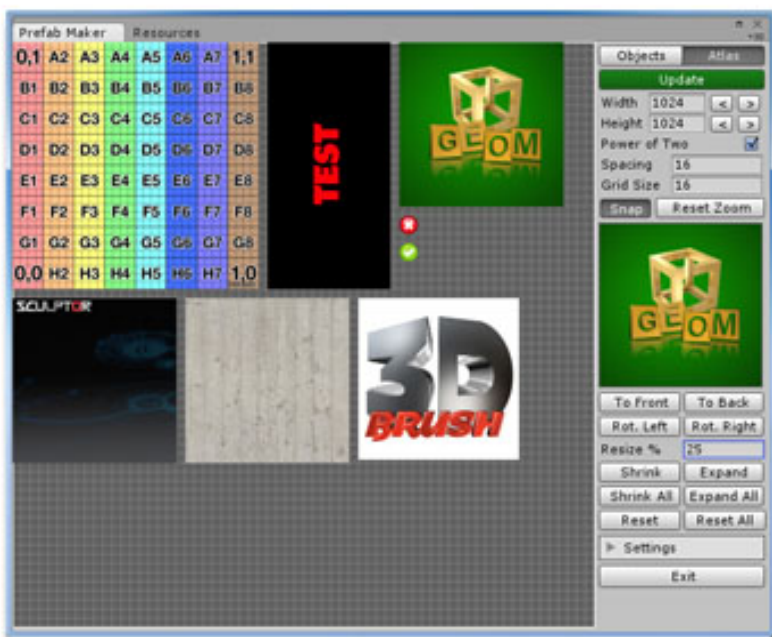 Prefab Maker Resources
0,1 A2 A3 A4 A5 A6 A7 1,1
B1 B2 B3 B4 B5 B6 B7 B8
C1 C2 C3 C4 C5 C6 C7 C8
D1 D2 D3 D4 D5 D6 D7 D8
E1 E2 E3 E4 E5 E6 E7 E8
F1 F2 F3 F4 F5 F6 F7 F8
G1 G2 G3 G4 G5 G6 G7 G8
0,0 H2 H3 H4 H5 H6 H7 1,0
TEST
GEOM
SCULPTOR
3D
BRUSH
Objects Atlas
Update
Width 1024 < >
Height 1024 < >
Power of Two
Spacing 16
Grid Size 16
Snap Reset Zoom
GEOM
To Front To Back
Rot. Left Rot. Right
Resize % 25
Shrink Expand
Shrink All Expand All
Reset Reset All
Settings
Exit